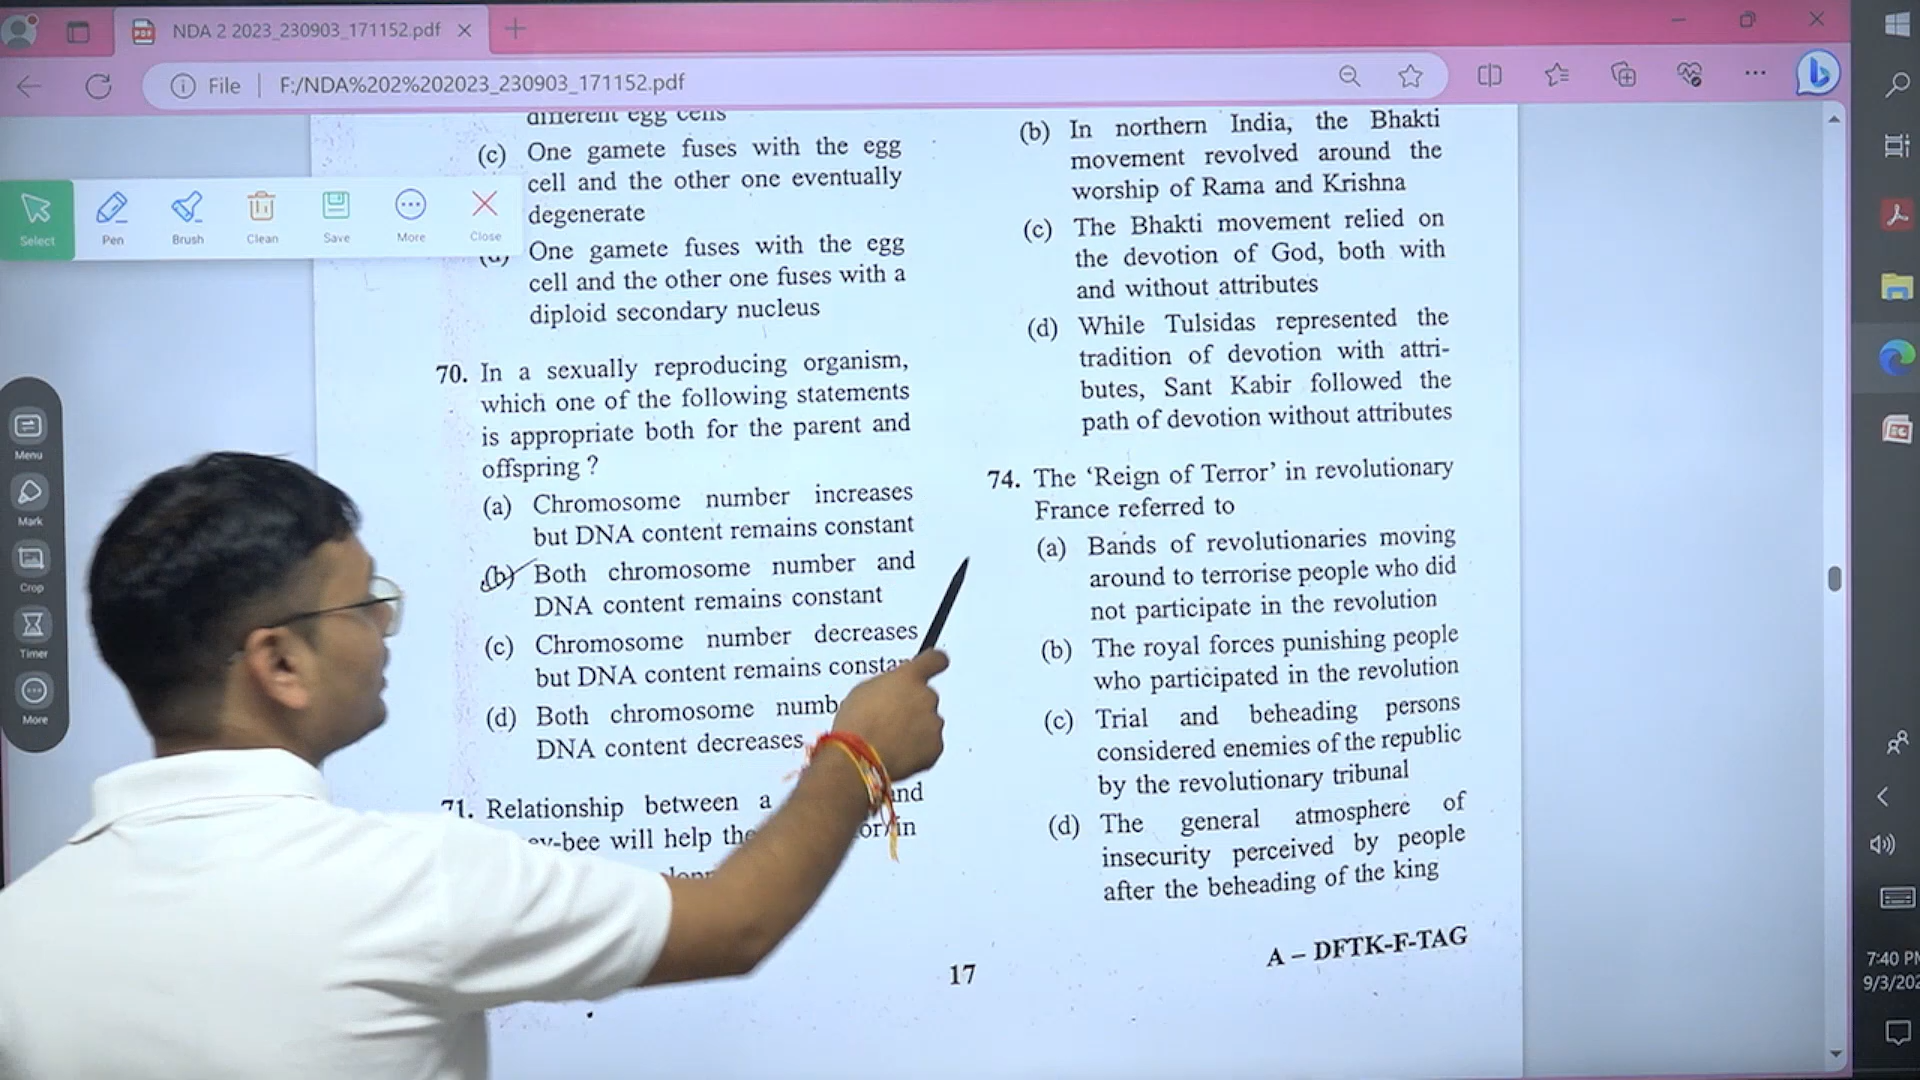 NDA 2 2023_230903_171152.pdf
File
F:/NDA%202%202023_230903_171152.pdf
different egg cells
(c) One gamete fuses with the egg
cell and the other one eventually
degenerate
One gamete fuses with the egg
cell and the other one fuses with a
diploid secondary nucleus
70. In a sexually reproducing organism,
which one of the following statements
is appropriate both for the parent and
offspring ?
(a) Chromosome number increases
but DNA content remains constant
(b) Both chromosome number and
DNA content remains constant
(c) Chromosome number decreases
but DNA content remains
(d) Both chromosome
DNA content decreases
71. Relationship between a and
will help the in
(b) In northern India, the Bhakti
movement revolved around the
worship of Rama and Krishna
(c) The Bhakti movement relied on
the devotion of God, both with
and without attributes
(d) While Tulsidas represented the
tradition of devotion with attri-
butes, Sant Kabir followed the
path of devotion without attributes
74. The ‘Reign of Terror’ in revolutionary
France referred to
(a) Bands of revolutionaries moving
around to terrorise people who did
not participate in the revolution
(b) The royal forces punishing people
who participated in the revolution
(c) Trial and beheading persons
considered enemies of the republic
by the revolutionary tribunal
(d) The general atmosphere of
insecurity perceived by people
after the beheading of the king
A – DFTK-F-TAG
17
Select
Pen
Brush
Clean
Save
More
Close
Menu
Mark
Crop
Timer
More
7:40 PM
9/3/202